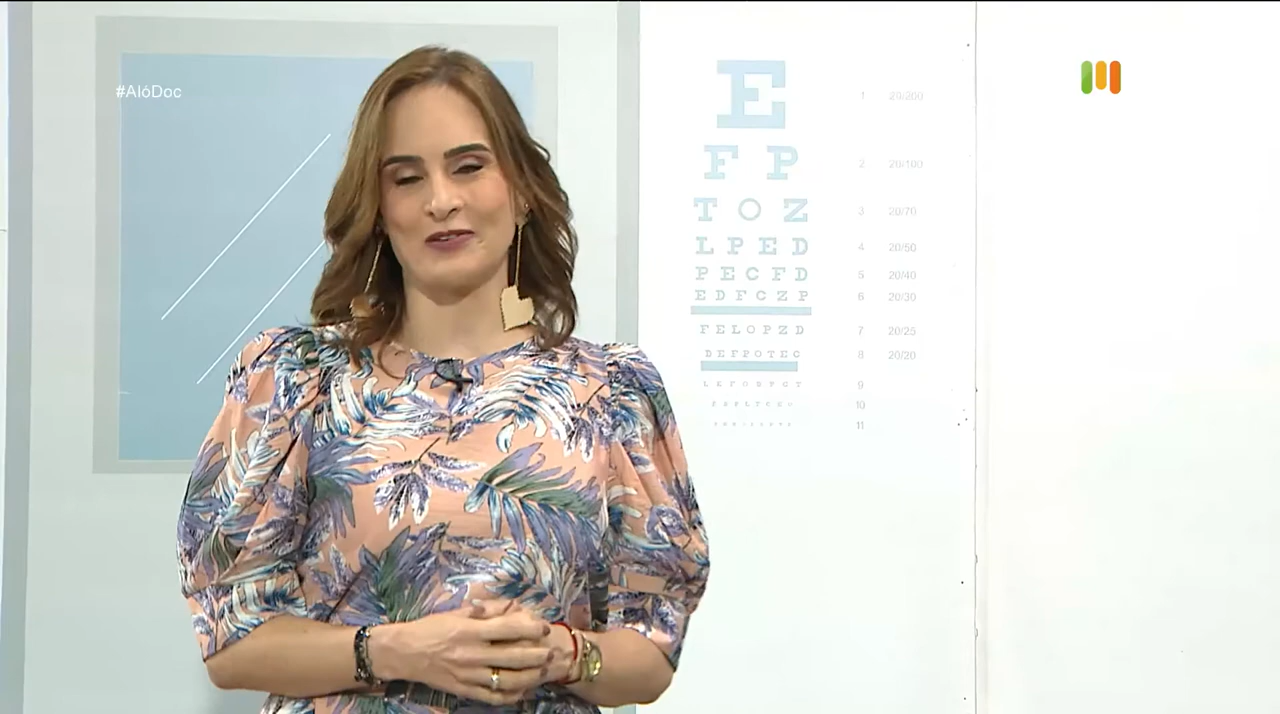 #AlóDoc
E 1 20/200
F P 2 20/100
T O Z 3 20/70
L P E D 4 20/50
P E C F D 5 20/40
E D F C Z P 6 20/30
F E L O P Z D 7 20/25
D E F P O T E C 8 20/20
9
10
11